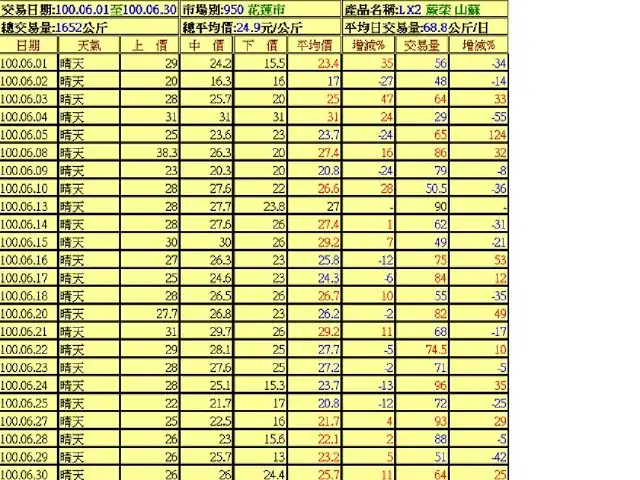 交易日期:100.06.01至100.06.30 市場別:950 花蓮市 產品名稱:LX2 蕨菜 山蘇
總交易量:1652公斤 總平均價:24.9元/公斤 平均日交易量:68.8公斤/日
日期 天氣 上 價 中 價 下 價 平均價 增減% 交易量 增減%
100.06.01 晴天 29 24.2 15.5 23.4 35 56 -34
100.06.02 晴天 20 16.3 16 17 -27 48 -14
100.06.03 晴天 28 25.7 20 25 47 64 33
100.06.04 晴天 31 31 31 31 24 29 -55
100.06.05 晴天 25 23.6 23 23.7 -24 65 124
100.06.08 晴天 38.3 26.3 20 27.4 16 86 32
100.06.09 晴天 23 20.3 20 20.8 -24 79 -8
100.06.10 晴天 28 27.6 22 26.6 28 50.5 -36
100.06.13 晴天 28 27.7 23.8 27 - 90 -
100.06.14 晴天 28 27.6 26 27.4 1 62 -31
100.06.15 晴天 30 30 26 29.2 7 49 -21
100.06.16 晴天 27 26.3 23 25.8 -12 75 53
100.06.17 晴天 25 24.6 23 24.3 -6 84 12
100.06.18 晴天 28 26.5 26 26.7 10 55 -35
100.06.20 晴天 27.7 26.8 23 26.2 -2 82 49
100.06.21 晴天 31 29.7 26 29.2 11 68 -17
100.06.22 晴天 29 28.1 25 27.7 -5 74.5 10
100.06.23 晴天 28 27.6 25 27.2 -2 71 -5
100.06.24 晴天 28 25.1 15.3 23.7 -13 96 35
100.06.25 晴天 22 21.7 17 20.8 -12 72 -25
100.06.27 晴天 25 22.5 16 21.7 4 93 29
100.06.28 晴天 26 23 15.6 22.1 2 88 -5
100.06.29 晴天 26 25.7 13 23.2 5 51 -42
100.06.30 晴天 26 26 24.4 25.7 11 64 25